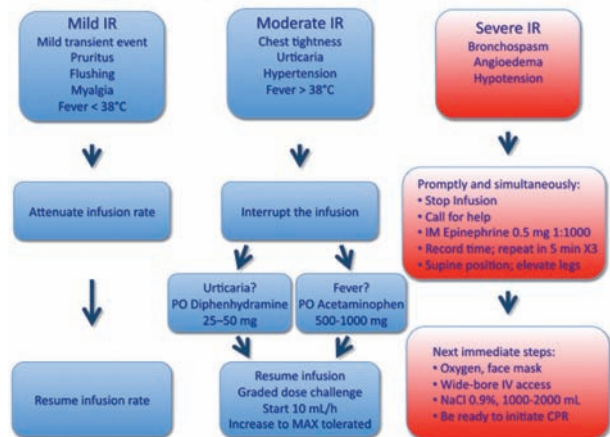 Mild IR
Mild transient event
Pruritus
Flushing
Myalgia
Fever < 38°C
Attenuate infusion rate
Resume infusion rate
Moderate IR
Chest tightness
Urticaria
Hypertension
Fever > 38°C
Interrupt the infusion
Urticaria?
PO Diphenhydramine
25–50 mg
Fever?
PO Acetaminophen
500-1000 mg
Resume infusion
Graded dose challenge
Start 10 mL/h
Increase to MAX tolerated
Severe IR
Bronchospasm
Angioedema
Hypotension
Promptly and simultaneously:
• Stop Infusion
• Call for help
• IM Epinephrine 0.5 mg 1:1000
• Record time; repeat in 5 min X3
• Supine position; elevate legs
Next immediate steps:
• Oxygen, face mask
• Wide-bore IV access
• NaCl 0.9%, 1000-2000 mL
• Be ready to initiate CPR